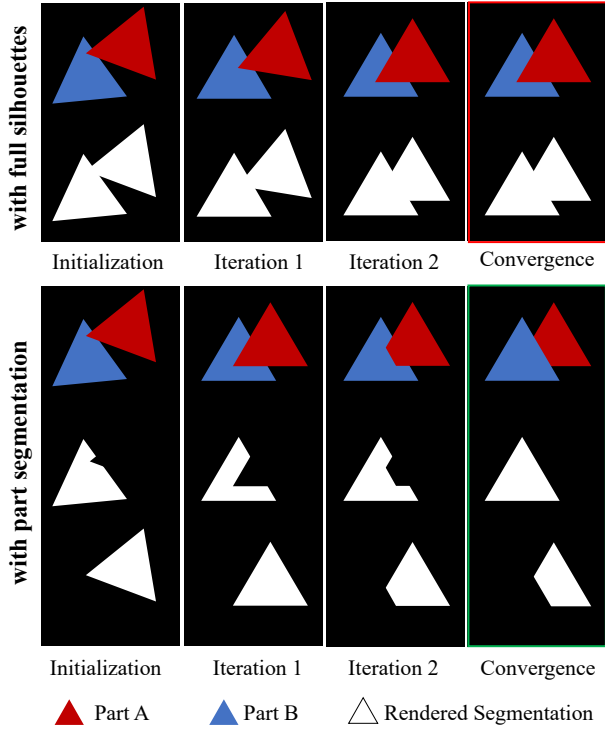 with full silhouettes
Initialization Iteration 1 Iteration 2 Convergence
with part segmentation
Initialization Iteration 1 Iteration 2 Convergence
Part A Part B Rendered Segmentation